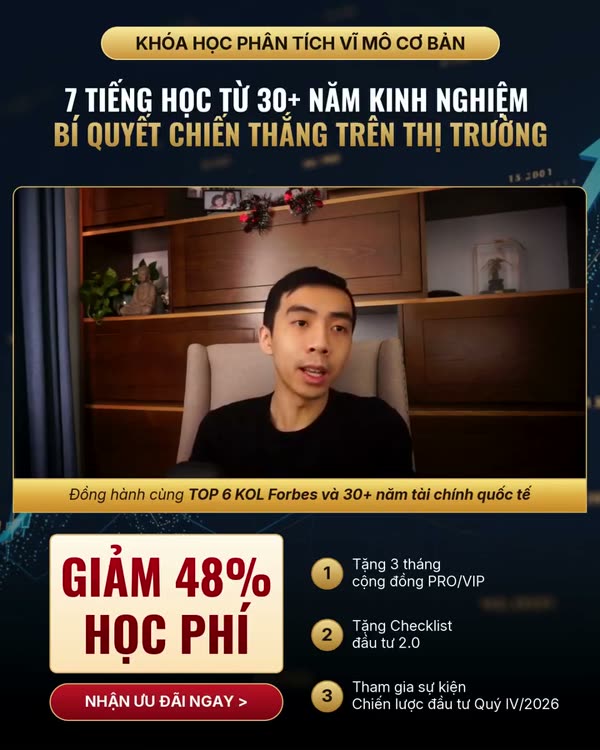 KHÓA HỌC PHÂN TÍCH VĨ MÔ CƠ BẢN
7 TIẾNG HỌC TỪ 30+ NĂM KINH NGHIỆM
BÍ QUYẾT CHIẾN THẮNG TRÊN THỊ TRƯỜNG
15.2001
Đồng hành cùng TOP 6 KOL Forbes và 30+ năm tài chính quốc tế
GIẢM 48%
HỌC PHÍ
NHẬN ƯU ĐÃI NGAY >
1 Tặng 3 tháng
cộng đồng PRO/VIP
2 Tặng Checklist
đầu tư 2.0
3 Tham gia sự kiện
Chiến lược đầu tư Quý IV/2026